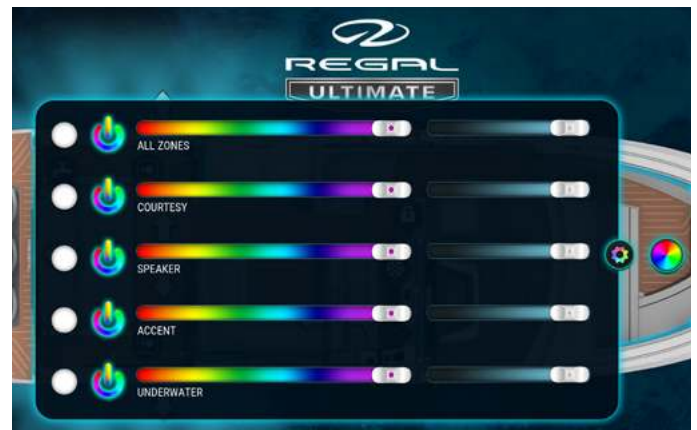 REGAL
ULTIMATE
ALL ZONES
COURTESY
SPEAKER
ACCENT
UNDERWATER